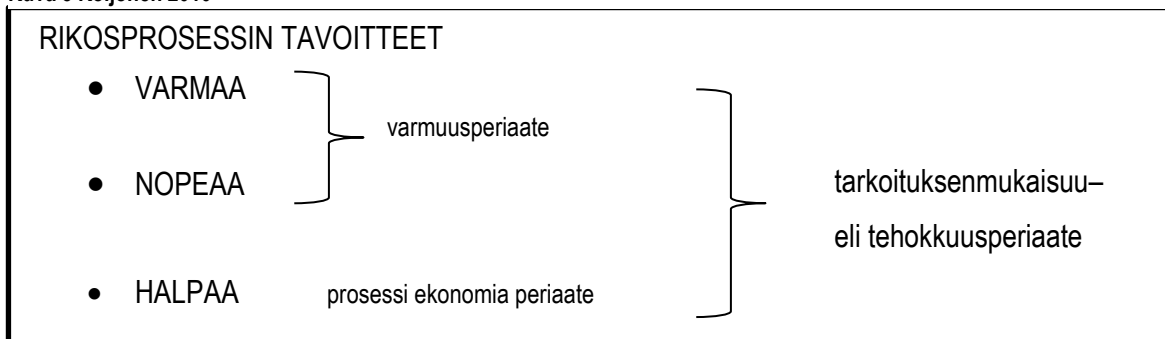 RIKOSPROSESSIN TAVOITTEET
• VARMAA
varmuusperiaate
• NOPEAA
tarkoituksenmukaisuu–
eli tehokkuusperiaate
• HALPAA prosessi ekonomia periaate